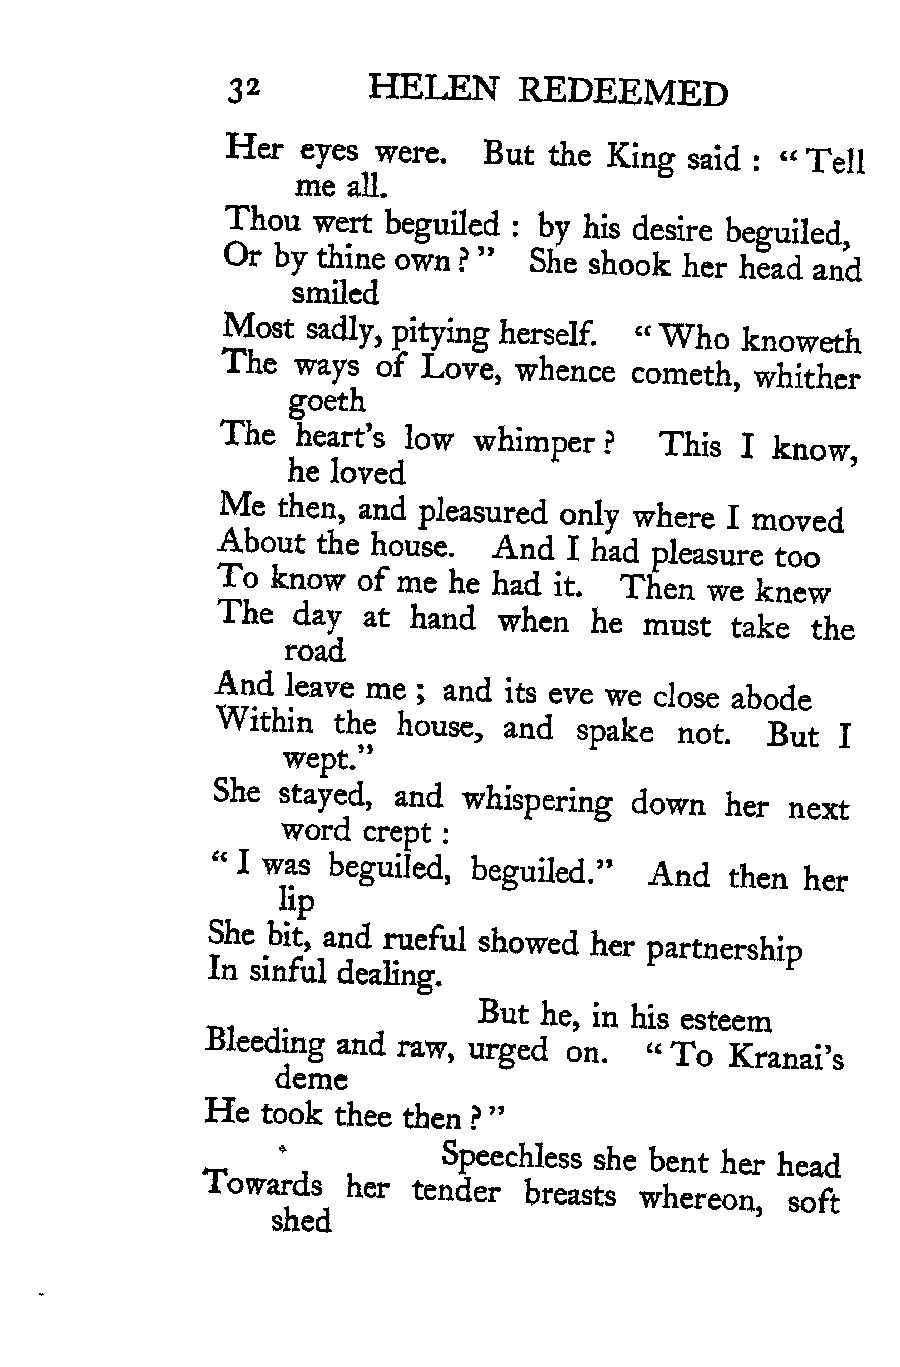 32 HELEN REDEEMED
Her eyes were. But the King said : “ Tell
me all.
Thou wert beguiled : by his desire beguiled,
Or by thine own ? ” She shook her head and
smiled
Most sadly, pitying herself. “ Who knoweth
The ways of Love, whence cometh, whither
goeth
The heart’s low whimper ? This I know,
he loved
Me then, and pleasured only where I moved
About the house. And I had pleasure too
To know of me he had it. Then we knew
The day at hand when he must take the
road
And leave me ; and its eve we close abode
Within the house, and spake not. But I
wept.”
She stayed, and whispering down her next
word crept :
“ I was beguiled, beguiled.” And then her
lip
She bit, and rueful showed her partnership
In sinful dealing.
But he, in his esteem
Bleeding and raw, urged on. “ To Kranai’s
deme
He took thee then ? ”
Speechless she bent her head
Towards her tender breasts whereon, soft
shed